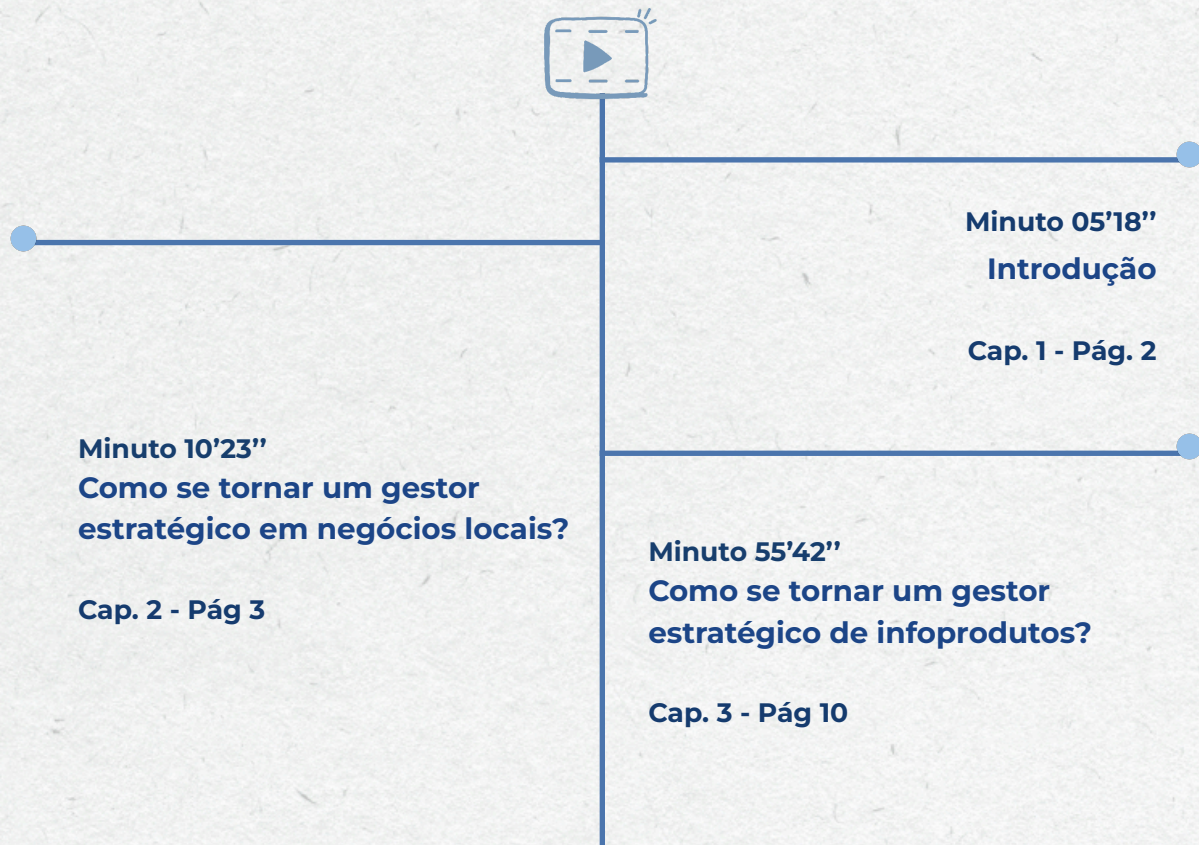 Minuto 05’18’’
Introdução
Cap. 1 - Pág. 2
Minuto 10’23’’
Como se tornar um gestor
estratégico em negócios locais?
Cap. 2 - Pág 3
Minuto 55’42’’
Como se tornar um gestor
estratégico de infoprodutos?
Cap. 3 - Pág 10